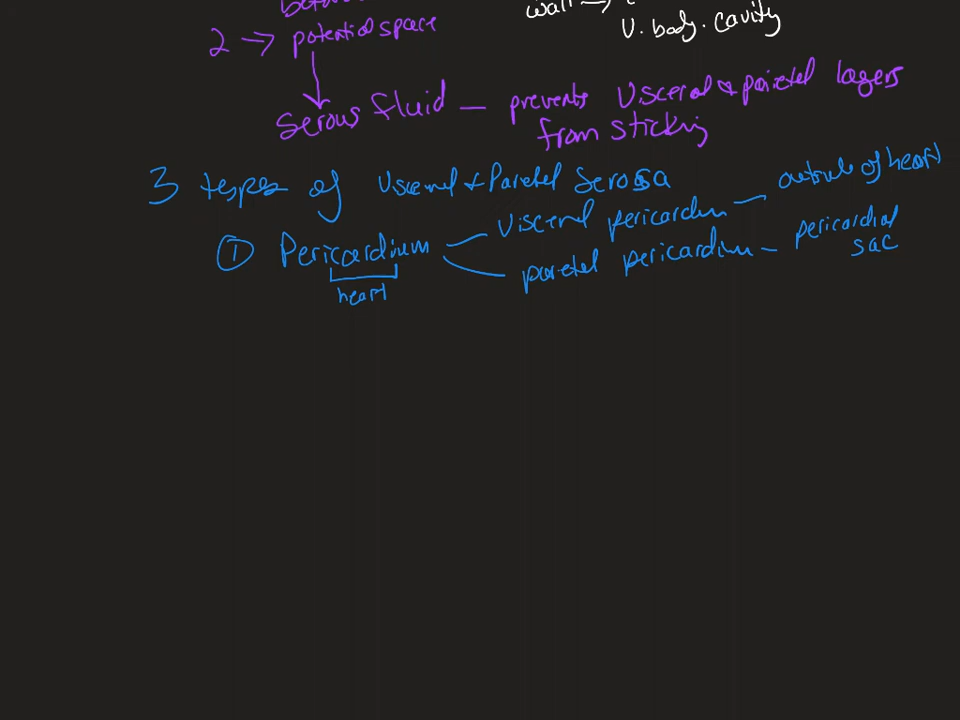 wall →
2 → potential space
V. body. cavity
Serous fluid — prevents Visceral & parietal layers
from sticking
3 types of Visceral & Parietal Serosa
① Pericardium
visceral pericardium — outside of heart
parietal pericardium — pericardial
sac
heart